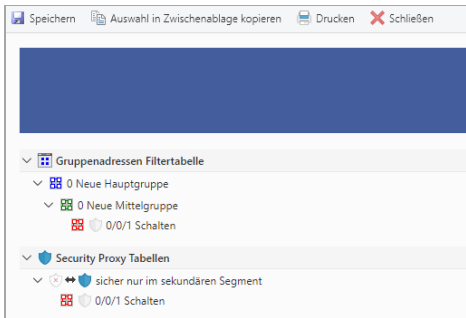 Speichern Auswahl in Zwischenablage kopieren Drucken Schließen
Gruppenadressen Filtertabelle
0 Neue Hauptgruppe
0 Neue Mittelgruppe
0/0/1 Schalten
Security Proxy Tabellen
sicher nur im sekundären Segment
0/0/1 Schalten